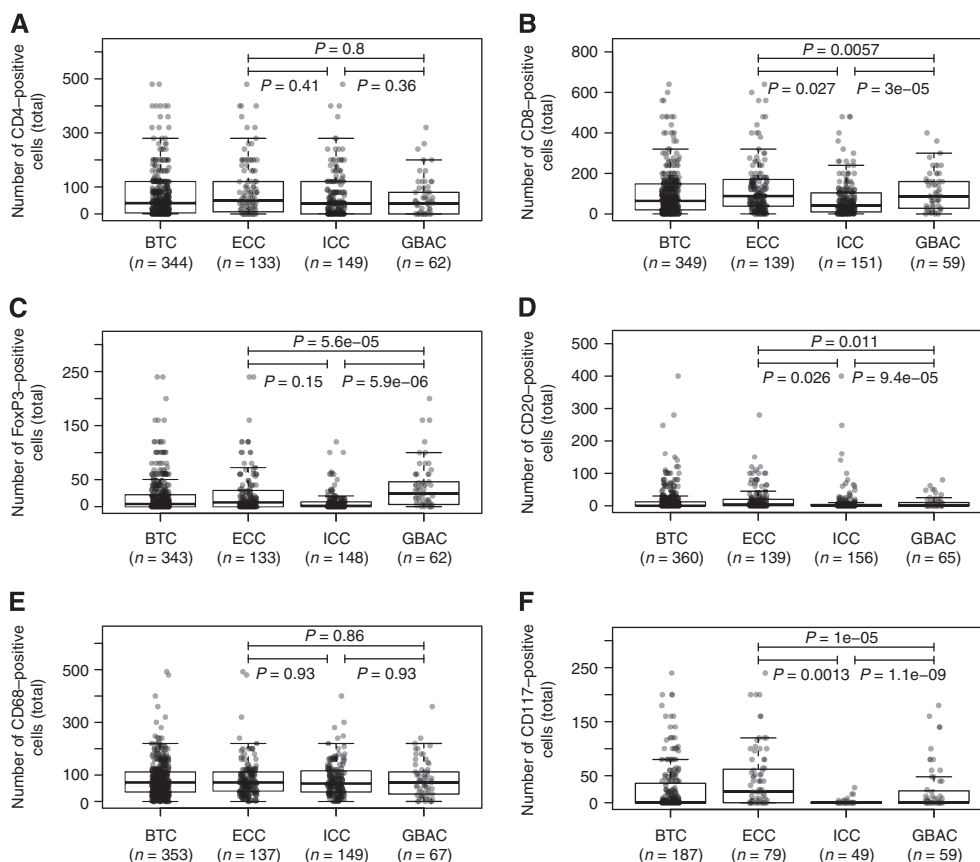 A
Number of CD4–positive
cells (total)
500
300
100
0
P = 0.8
P = 0.41
P = 0.36
BTC
ECC
ICC
GBAC
(n = 344)
(n = 133)
(n = 149)
(n = 62)
B
Number of CD8–positive
cells (total)
800
600
400
200
0
P = 0.0057
P = 0.027
P = 3e–05
BTC
ECC
ICC
GBAC
(n = 349)
(n = 139)
(n = 151)
(n = 59)
C
Number of FoxP3–positive
cells (total)
250
150
50
0
P = 5.6e–05
P = 0.15
P = 5.9e–06
BTC
ECC
ICC
GBAC
(n = 343)
(n = 133)
(n = 148)
(n = 62)
D
Number of CD20–positive
cells (total)
500
400
300
200
100
0
P = 0.011
P = 0.026
P = 9.4e–05
BTC
ECC
ICC
GBAC
(n = 360)
(n = 139)
(n = 156)
(n = 65)
E
Number of CD68–positive
cells (total)
500
300
100
0
P = 0.86
P = 0.93
P = 0.93
BTC
ECC
ICC
GBAC
(n = 353)
(n = 137)
(n = 149)
(n = 67)
F
Number of CD117–positive
cells (total)
250
150
50
0
P = 1e–05
P = 0.0013
P = 1.1e–09
BTC
ECC
ICC
GBAC
(n = 187)
(n = 79)
(n = 49)
(n = 59)